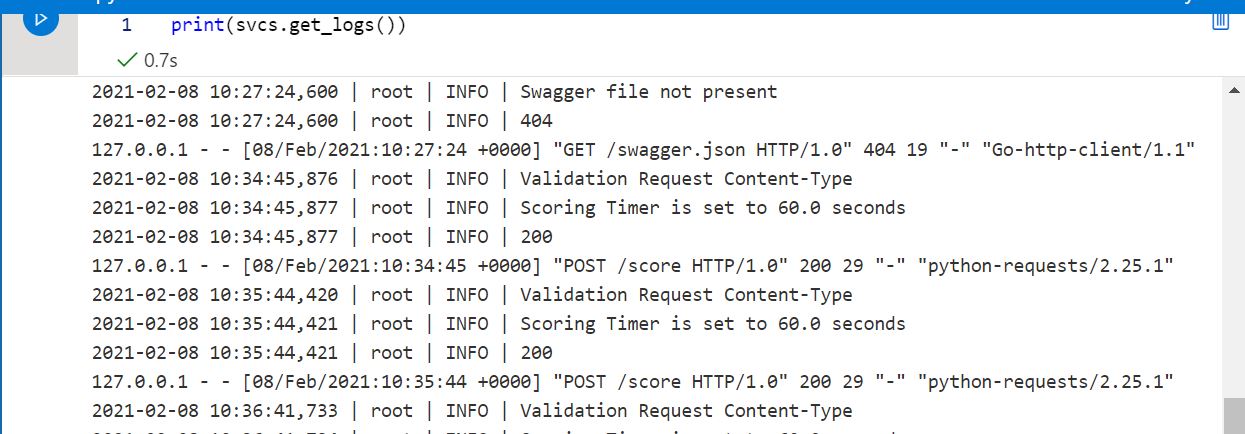 1 print(svcs.get_logs())
0.7s
2021-02-08 10:27:24,600 | root | INFO | Swagger file not present
2021-02-08 10:27:24,600 | root | INFO | 404
127.0.0.1 - - [08/Feb/2021:10:27:24 +0000] "GET /swagger.json HTTP/1.0" 404 19 "-" "Go-http-client/1.1"
2021-02-08 10:34:45,876 | root | INFO | Validation Request Content-Type
2021-02-08 10:34:45,877 | root | INFO | Scoring Timer is set to 60.0 seconds
2021-02-08 10:34:45,877 | root | INFO | 200
127.0.0.1 - - [08/Feb/2021:10:34:45 +0000] "POST /score HTTP/1.0" 200 29 "-" "python-requests/2.25.1"
2021-02-08 10:35:44,420 | root | INFO | Validation Request Content-Type
2021-02-08 10:35:44,421 | root | INFO | Scoring Timer is set to 60.0 seconds
2021-02-08 10:35:44,421 | root | INFO | 200
127.0.0.1 - - [08/Feb/2021:10:35:44 +0000] "POST /score HTTP/1.0" 200 29 "-" "python-requests/2.25.1"
2021-02-08 10:36:41,733 | root | INFO | Validation Request Content-Type